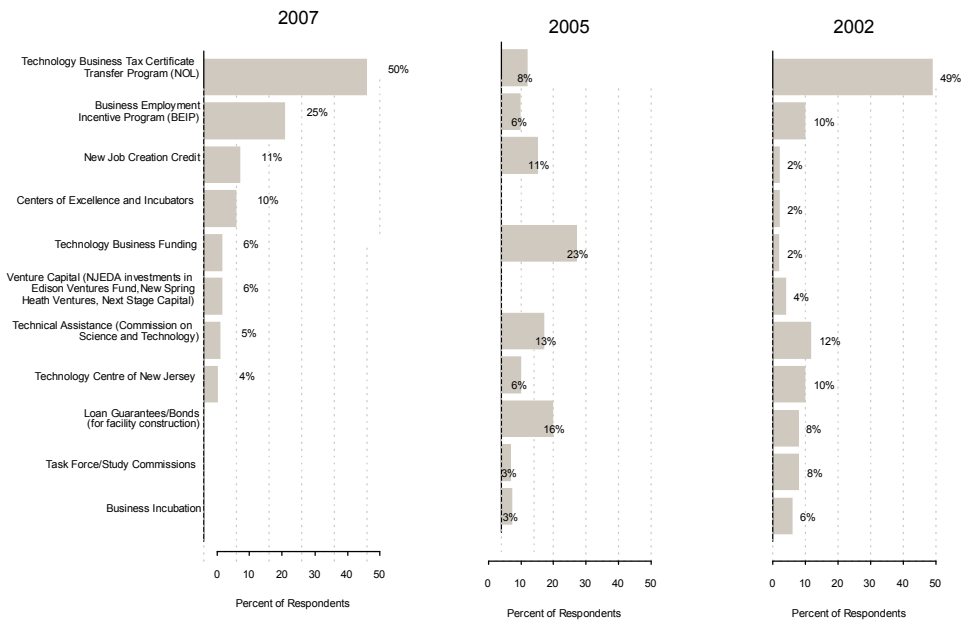 2007
2005
2002
Technology Business Tax Certificate
Transfer Program (NOL)
50%
8%
49%
Business Employment
Incentive Program (BEIP)
25%
6%
10%
New Job Creation Credit
11%
11%
2%
Centers of Excellence and Incubators
10%
2%
Technology Business Funding
6%
23%
2%
Venture Capital (NJEDA investments in
Edison Ventures Fund,New Spring
Heath Ventures, Next Stage Capital)
6%
4%
Technical Assistance (Commission on
Science and Technology)
5%
13%
12%
Technology Centre of New Jersey
4%
6%
10%
Loan Guarantees/Bonds
(for facility construction)
16%
8%
Task Force/Study Commissions
3%
8%
Business Incubation
3%
6%
0 10 20 30 40 50
0 10 20 30 40 50
0 10 20 30 40 50
Percent of Respondents
Percent of Respondents
Percent of Respondents